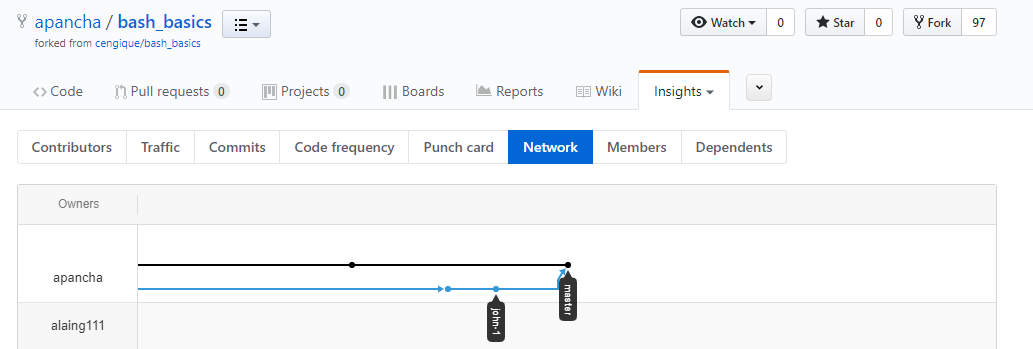 apancha / bash_basics
forked from cengique/bash_basics
Watch 0 Star 0 Fork 97
Code Pull requests 0 Projects 0 Boards Reports Wiki Insights
Contributors Traffic Commits Code frequency Punch card Network Members Dependents
Owners
apancha
john-1
master
alaing111